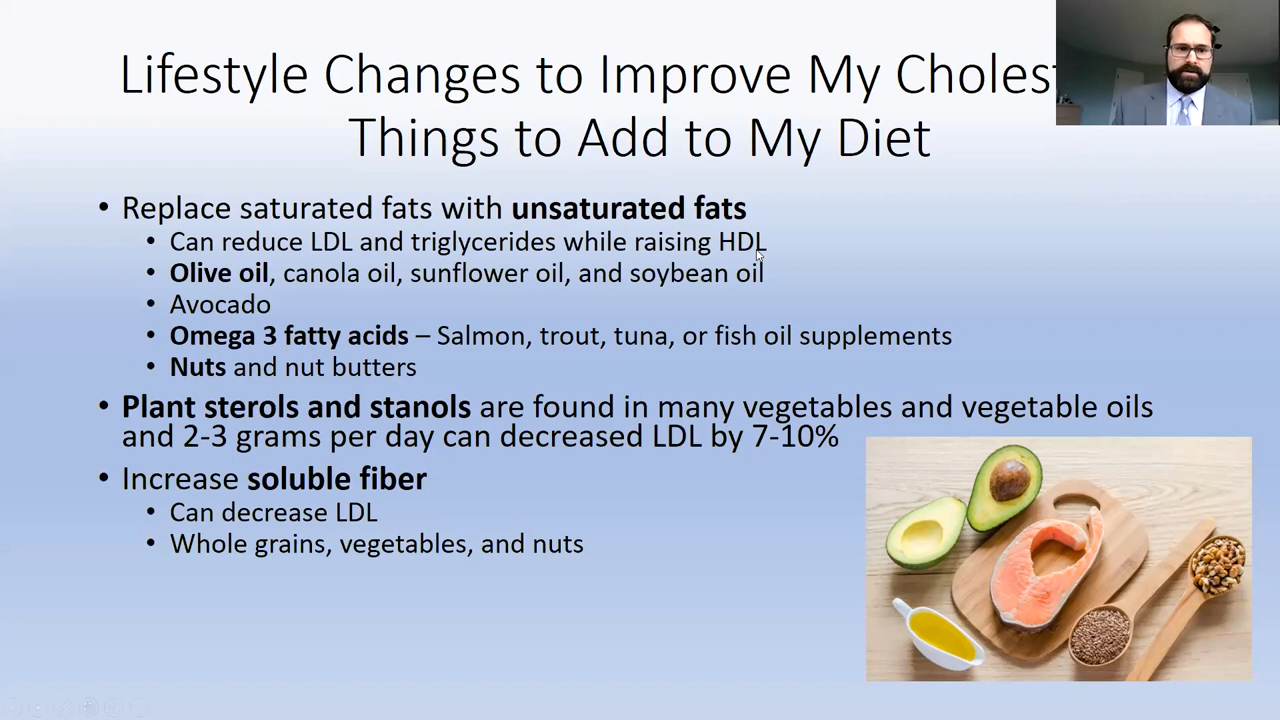 Lifestyle Changes to Improve My
Things to Add to My Diet
• Replace saturated fats with unsaturated fats
• Can reduce LDL and triglycerides while raising HDL
• Olive oil, canola oil, sunflower oil, and soybean oil
• Avocado
• Omega 3 fatty acids – Salmon, trout, tuna, or fish oil supplements
• Nuts and nut butters
• Plant sterols and stanols are found in many vegetables and vegetable oils
and 2-3 grams per day can decreased LDL by 7-10%
• Increase soluble fiber
• Can decrease LDL
• Whole grains, vegetables, and nuts